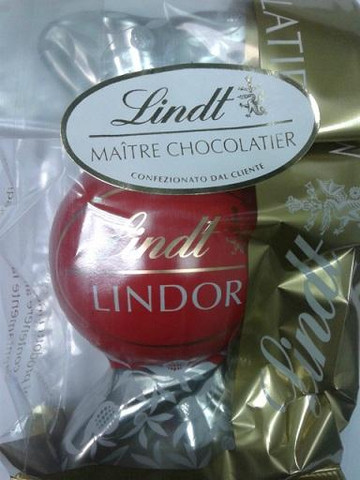 Lindt
MAÎTRE CHOCOLATIER
CONFEZIONATO DAL CLIENTE
Lindt
LINDOR
Lindt